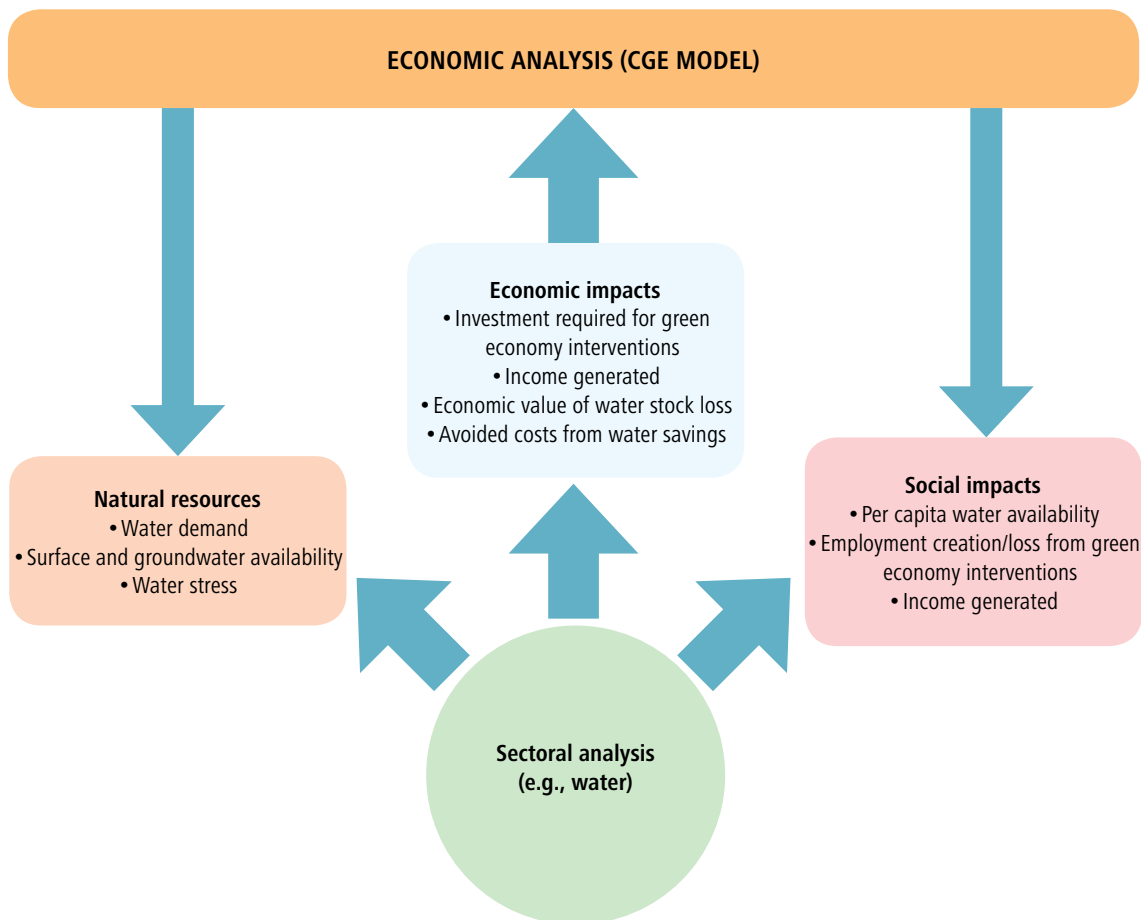 ECONOMIC ANALYSIS (CGE MODEL)
Economic impacts
• Investment required for green
economy interventions
• Income generated
• Economic value of water stock loss
• Avoided costs from water savings
Natural resources
• Water demand
• Surface and groundwater availability
• Water stress
Social impacts
• Per capita water availability
• Employment creation/loss from green
economy interventions
• Income generated
Sectoral analysis
(e.g., water)